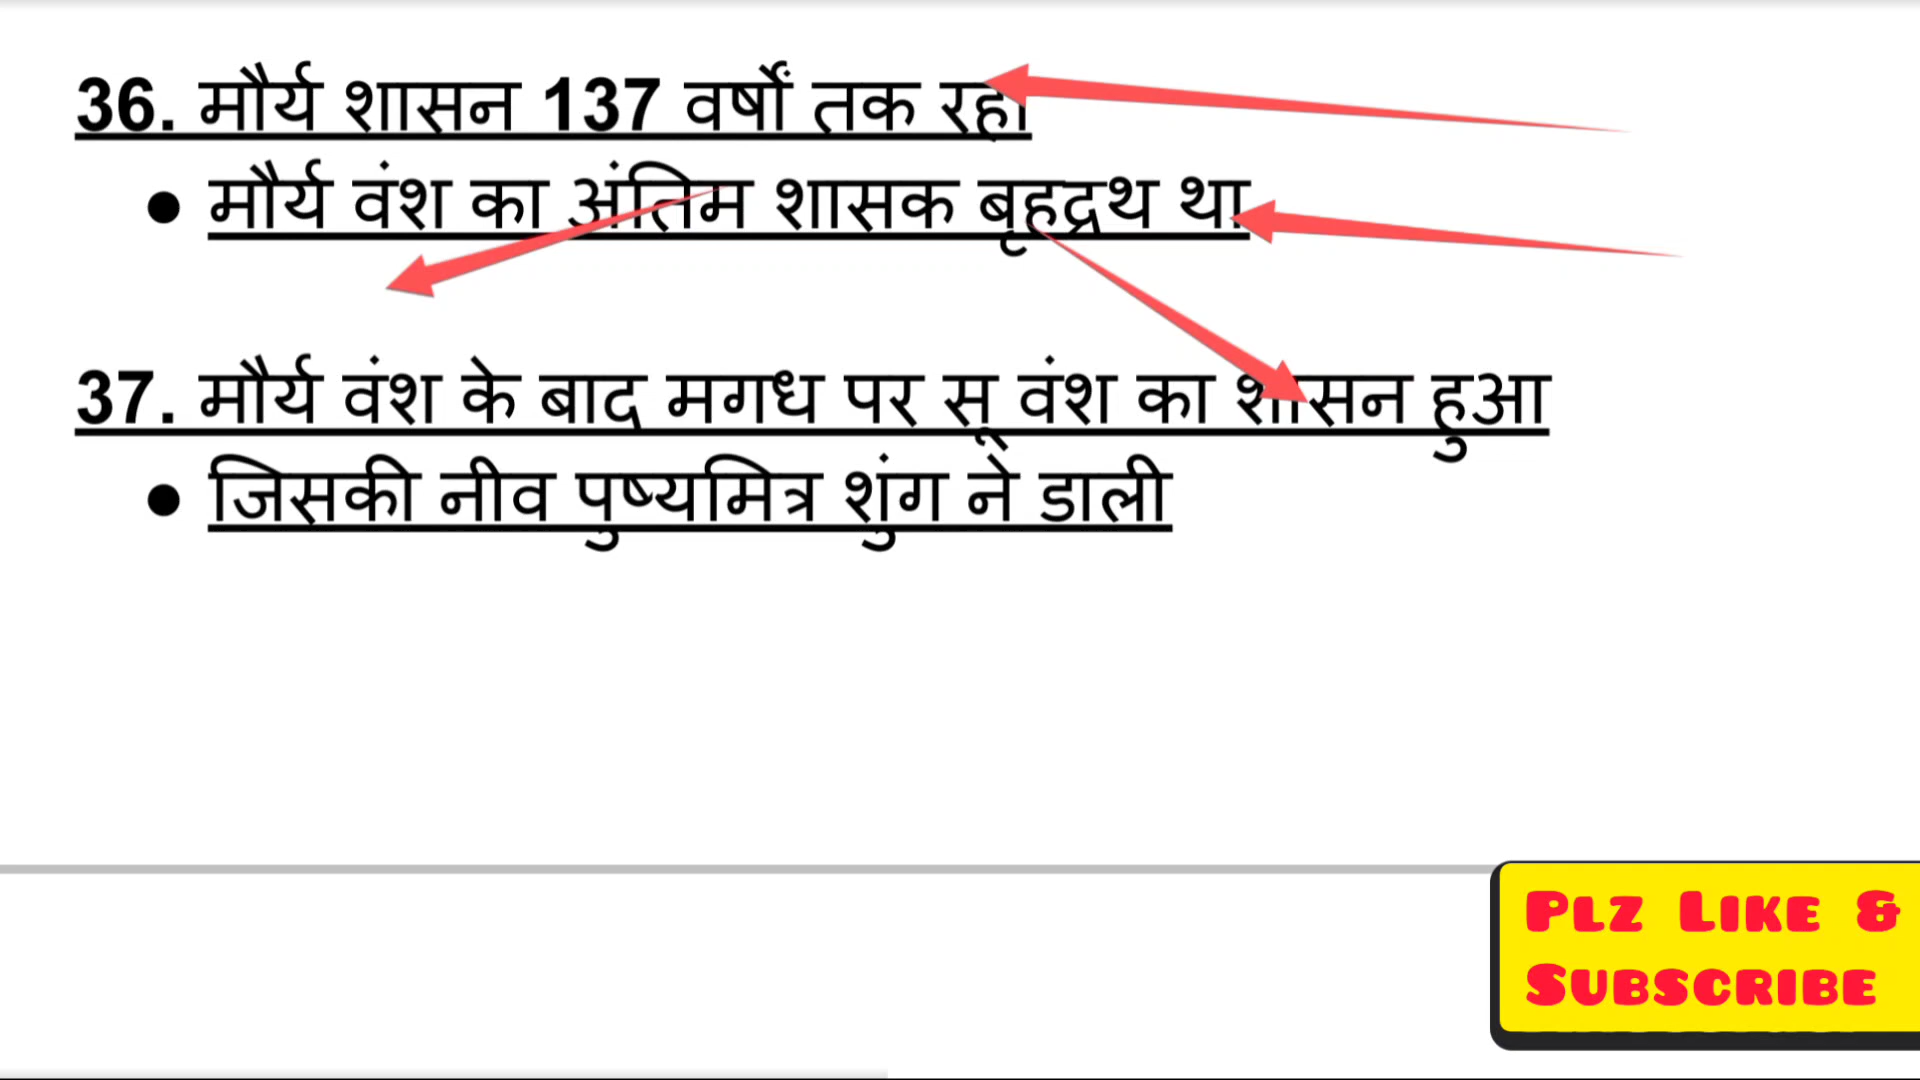 36. मौर्य शासन 137 वर्षों तक रहा
● मौर्य वंश का अंतिम शासक बृहद्रथ था
37. मौर्य वंश के बाद मगध पर सू वंश का शासन हुआ
● जिसकी नीव पुष्यमित्र शुंग ने डाली
PLZ LIKE &
SUBSCRIBE